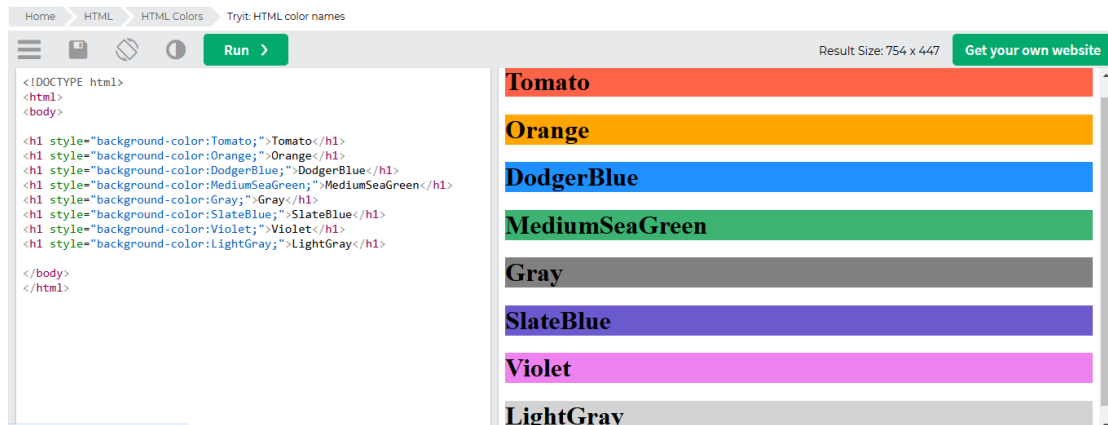 Home HTML HTML Colors Tryit: HTML color names
Run ❯ Result Size: 754 x 447 Get your own website
<!DOCTYPE html>
<html>
<body>
<h1 style="background-color:Tomato;">Tomato</h1>
<h1 style="background-color:Orange;">Orange</h1>
<h1 style="background-color:DodgerBlue;">DodgerBlue</h1>
<h1 style="background-color:MediumSeaGreen;">MediumSeaGreen</h1>
<h1 style="background-color:Gray;">Gray</h1>
<h1 style="background-color:SlateBlue;">SlateBlue</h1>
<h1 style="background-color:Violet;">Violet</h1>
<h1 style="background-color:LightGray;">LightGray</h1>
</body>
</html>
Tomato
Orange
DodgerBlue
MediumSeaGreen
Gray
SlateBlue
Violet
LightGray